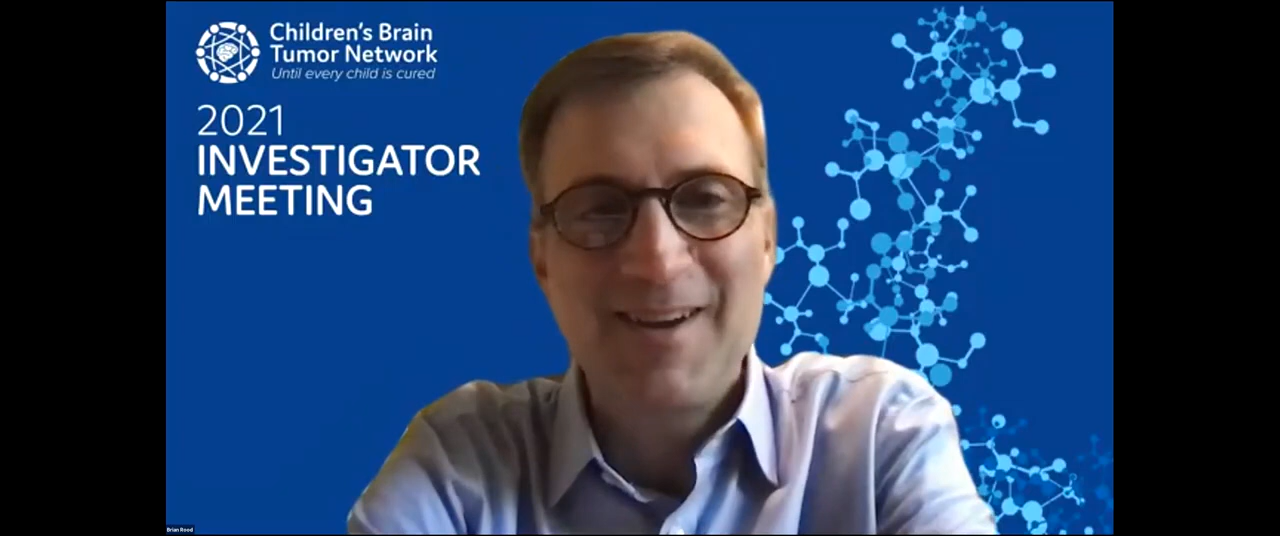 Children's Brain
Tumor Network
Until every child is cured
2021
INVESTIGATOR
MEETING
Brian Rood